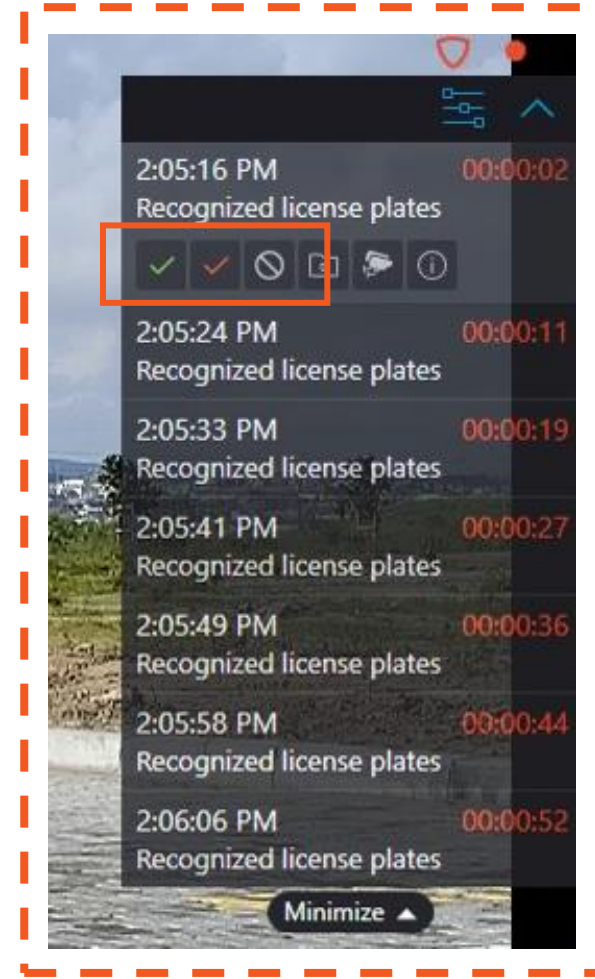 2:05:16 PM 00:00:02
Recognized license plates
2:05:24 PM 00:00:11
Recognized license plates
2:05:33 PM 00:00:19
Recognized license plates
2:05:41 PM 00:00:27
Recognized license plates
2:05:49 PM 00:00:36
Recognized license plates
2:05:58 PM 00:00:44
Recognized license plates
2:06:06 PM 00:00:52
Recognized license plates
Minimize